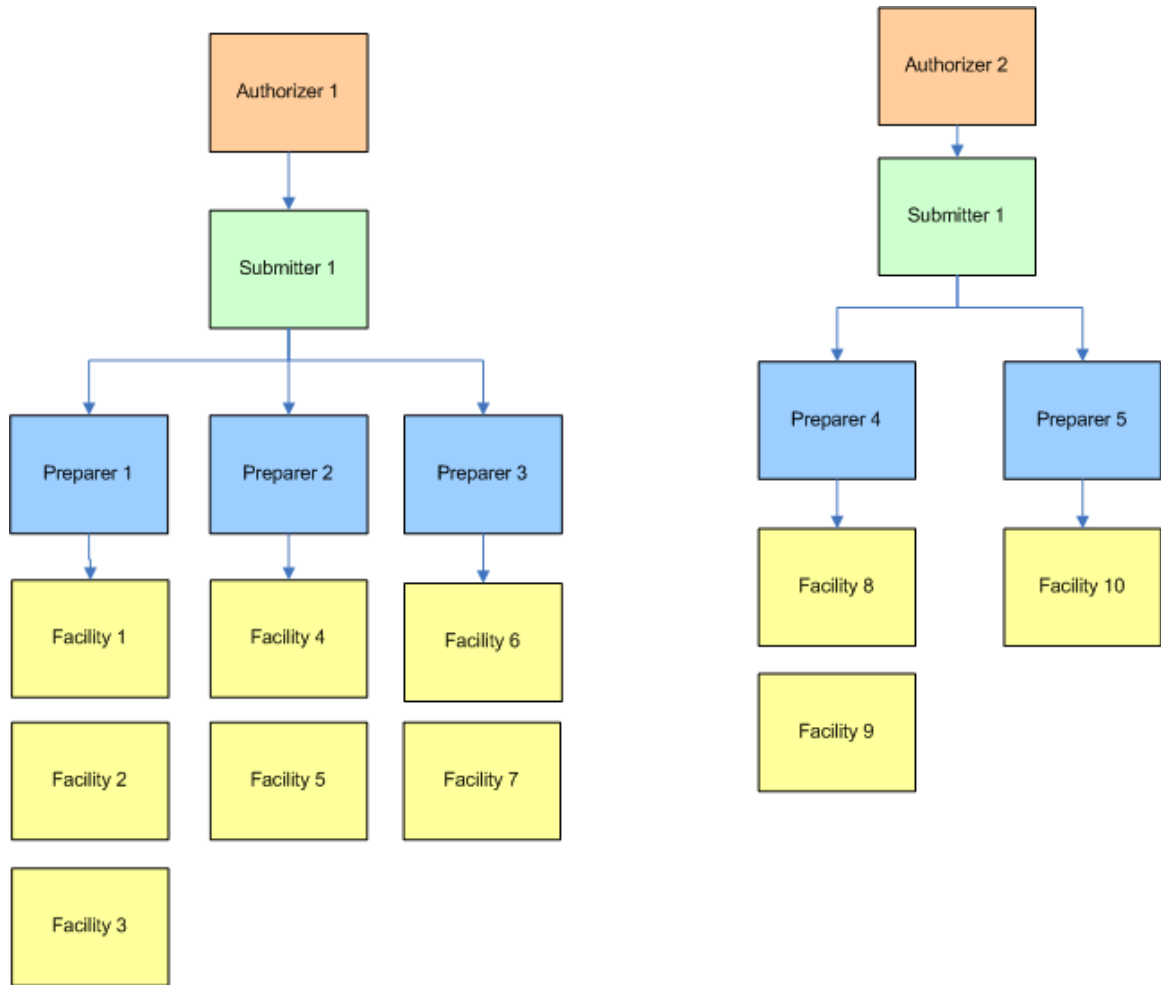 Authorizer 1
Submitter 1
Preparer 1
Preparer 2
Preparer 3
Facility 1
Facility 4
Facility 6
Facility 2
Facility 5
Facility 7
Facility 3
Authorizer 2
Submitter 1
Preparer 4
Preparer 5
Facility 8
Facility 10
Facility 9